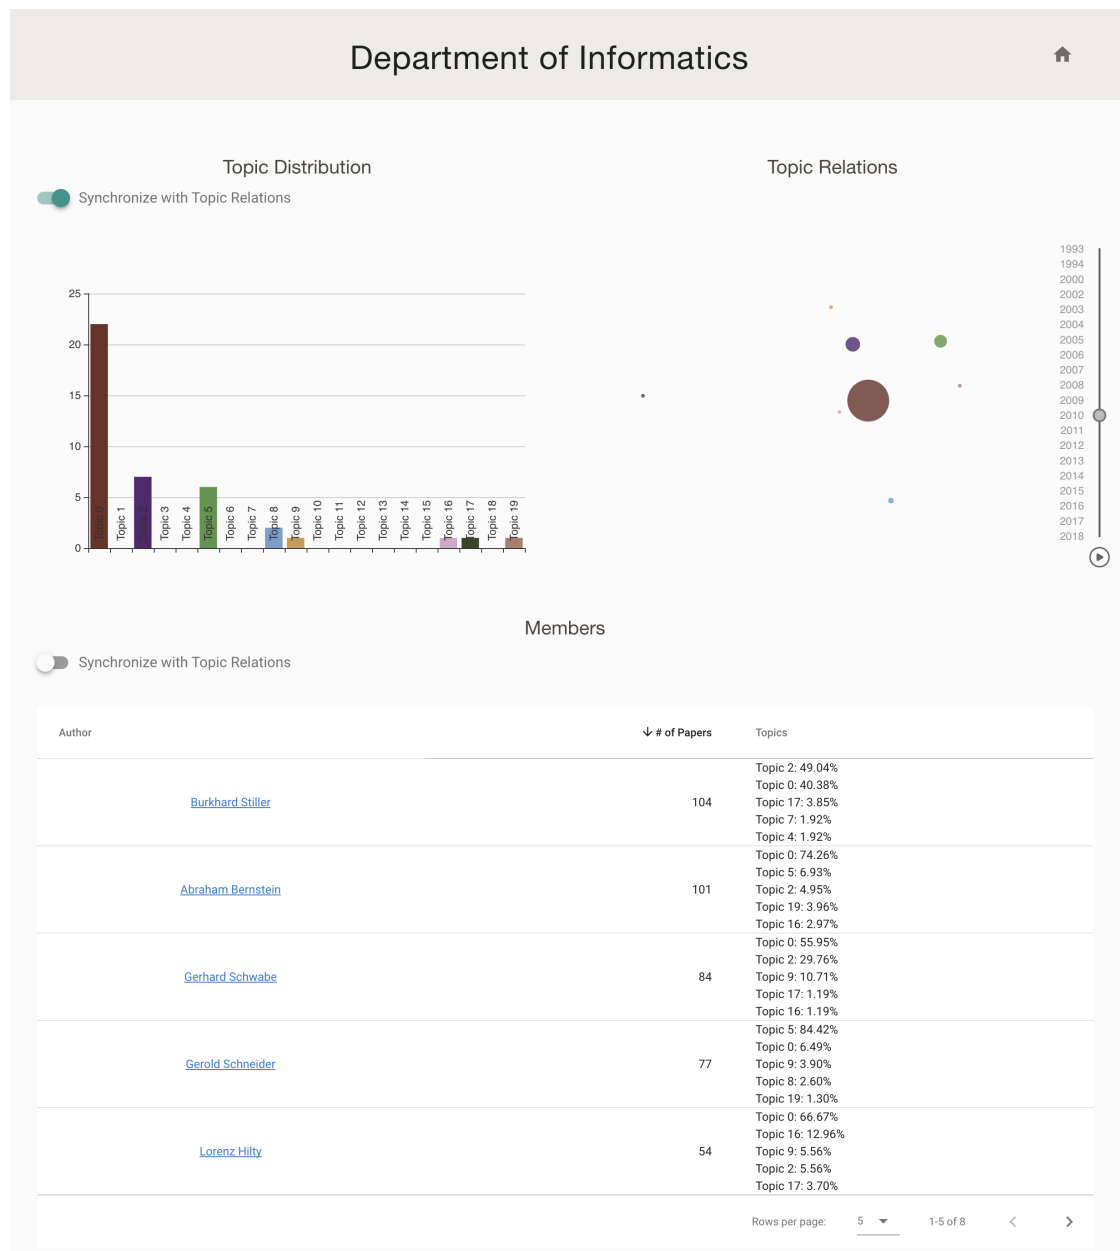 Department of Informatics
Topic Distribution
Synchronize with Topic Relations
25
20
15
10
5
0
Topic 0
Topic 1
Topic 2
Topic 3
Topic 4
Topic 5
Topic 6
Topic 7
Topic 8
Topic 9
Topic 10
Topic 11
Topic 12
Topic 13
Topic 14
Topic 15
Topic 16
Topic 17
Topic 18
Topic 19
Topic Relations
1993
1994
2000
2002
2003
2004
2005
2006
2007
2008
2009
2010
2011
2012
2013
2014
2015
2016
2017
2018
Members
Synchronize with Topic Relations
Author # of Papers Topics
Burkhard Stiller
104
Topic 2: 49.04%
Topic 0: 40.38%
Topic 17: 3.85%
Topic 7: 1.92%
Topic 4: 1.92%
Abraham Bernstein
101
Topic 0: 74.26%
Topic 5: 6.93%
Topic 2: 4.95%
Topic 19: 3.96%
Topic 16: 2.97%
Gerhard Schwabe
84
Topic 0: 55.95%
Topic 2: 29.76%
Topic 9: 10.71%
Topic 17: 1.19%
Topic 16: 1.19%
Gerold Schneider
77
Topic 5: 84.42%
Topic 0: 6.49%
Topic 9: 3.90%
Topic 8: 2.60%
Topic 19: 1.30%
Lorenz Hilty
54
Topic 0: 66.67%
Topic 16: 12.96%
Topic 9: 5.56%
Topic 2: 5.56%
Topic 17: 3.70%
Rows per page: 5 1-5 of 8